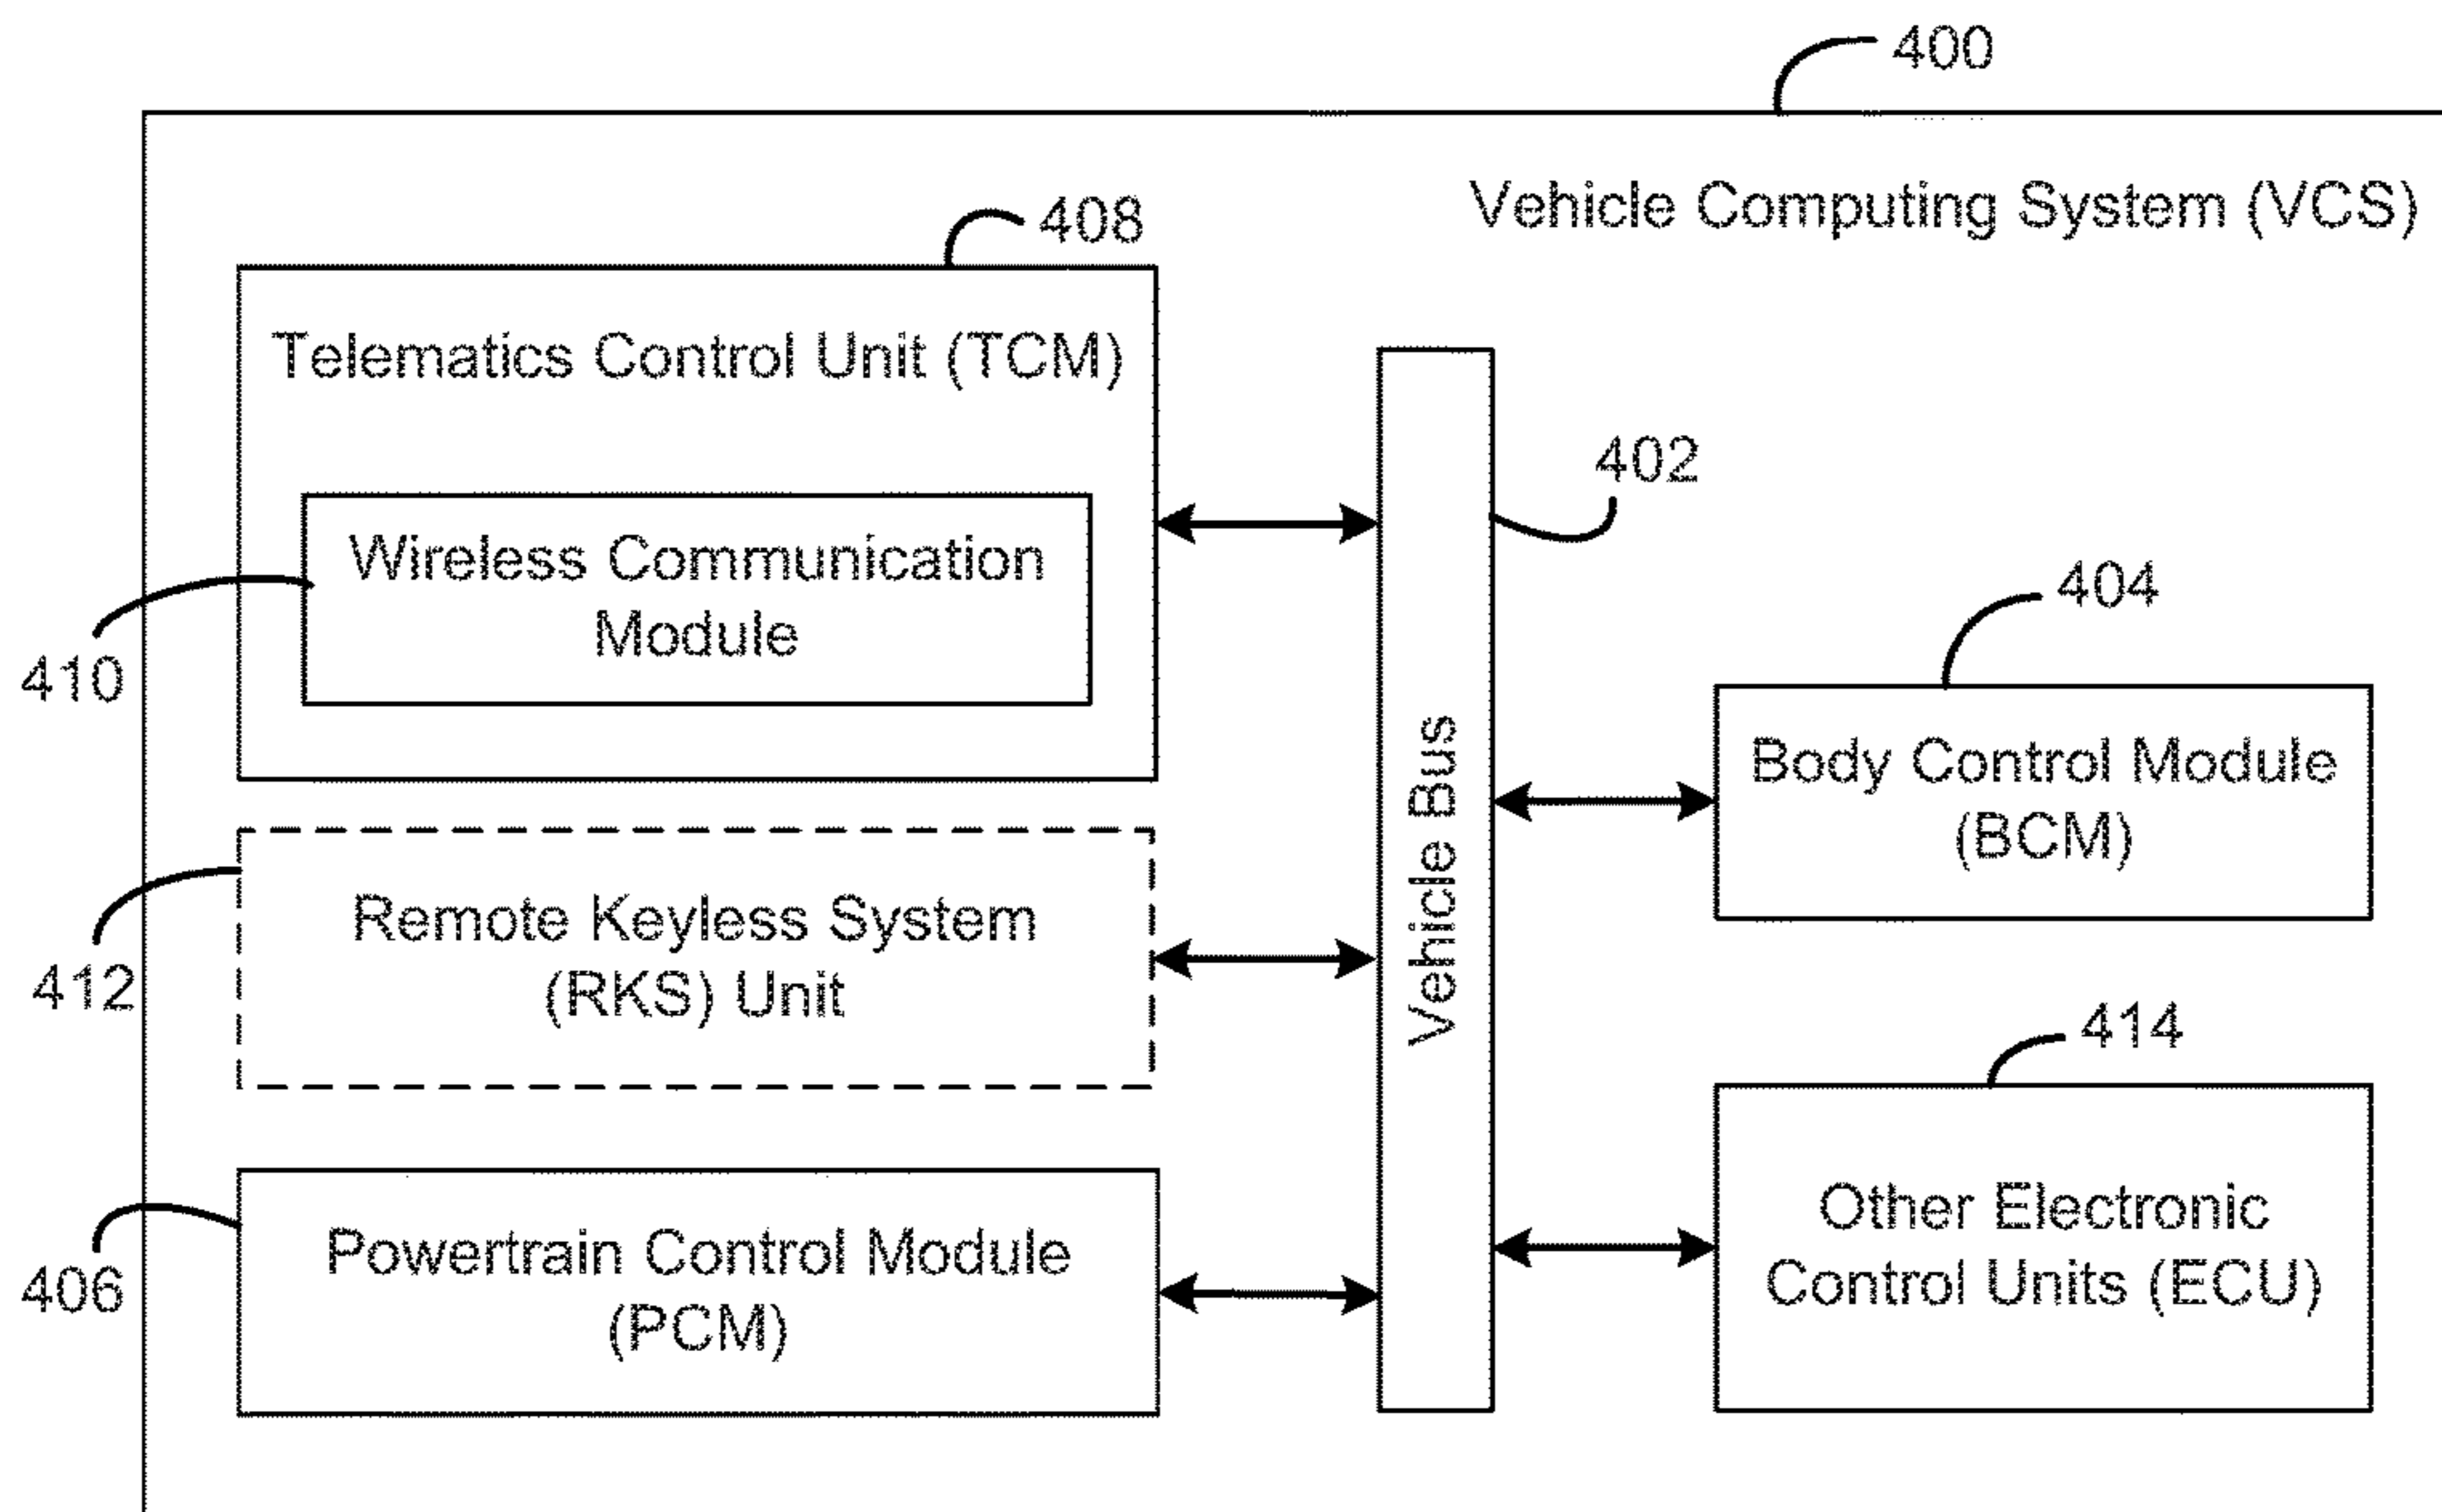 400
Vehicle Computing System (VCS)
408
Telematics Control Unit (TCM)
402
Wireless Communication
Module
410
404
Body Control Module
(BCM)
Vehicle Bus
412
Remote Keyless System
(RKS) Unit
414
Other Electronic
Control Units (ECU)
406
Powertrain Control Module
(PCM)